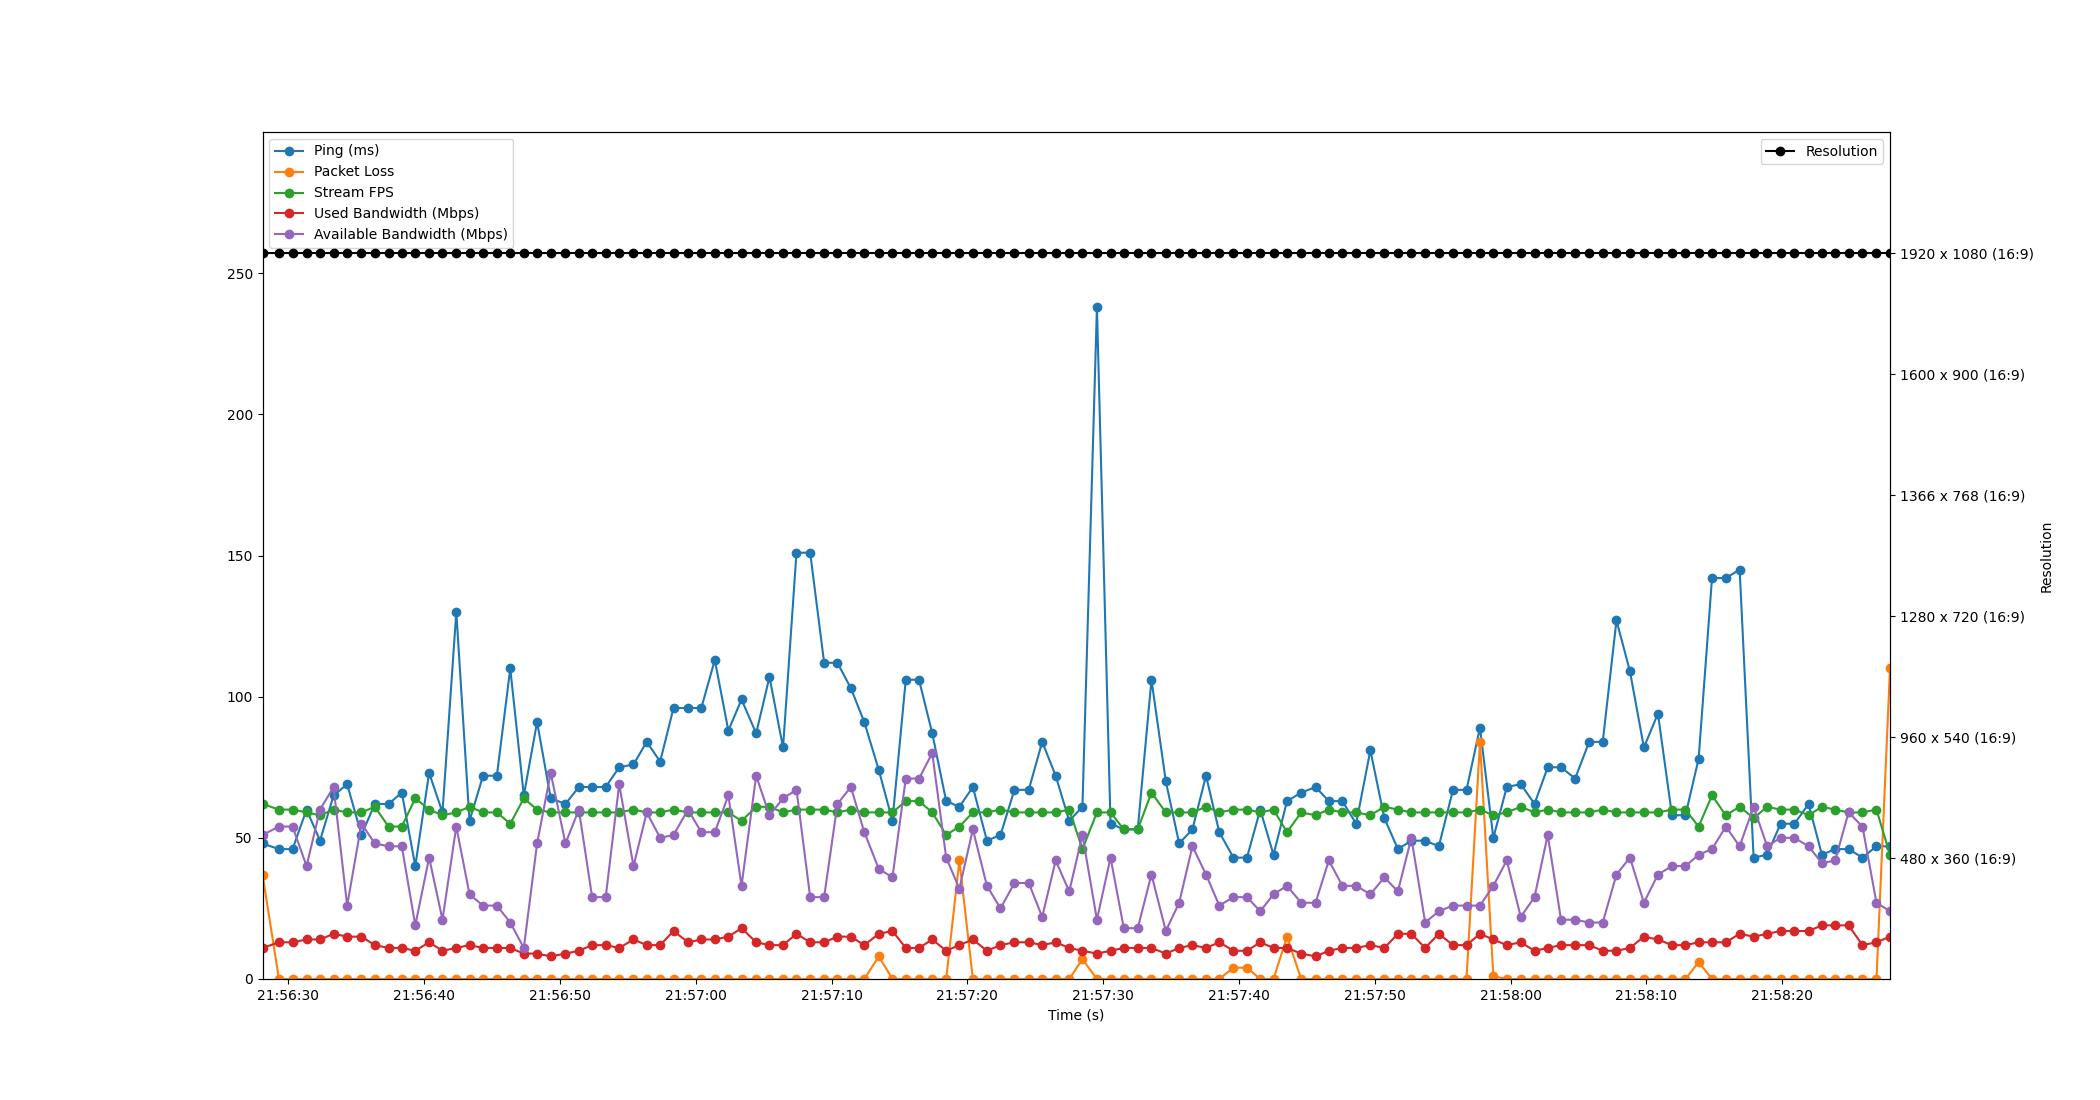 Ping (ms)
Packet Loss
Stream FPS
Used Bandwidth (Mbps)
Available Bandwidth (Mbps)
Resolution
250
200
150
100
50
0
1920 x 1080 (16:9)
1600 x 900 (16:9)
1366 x 768 (16:9)
1280 x 720 (16:9)
960 x 540 (16:9)
480 x 360 (16:9)
Resolution
21:56:30 21:56:40 21:56:50 21:57:00 21:57:10 21:57:20 21:57:30 21:57:40 21:57:50 21:58:00 21:58:10 21:58:20
Time (s)